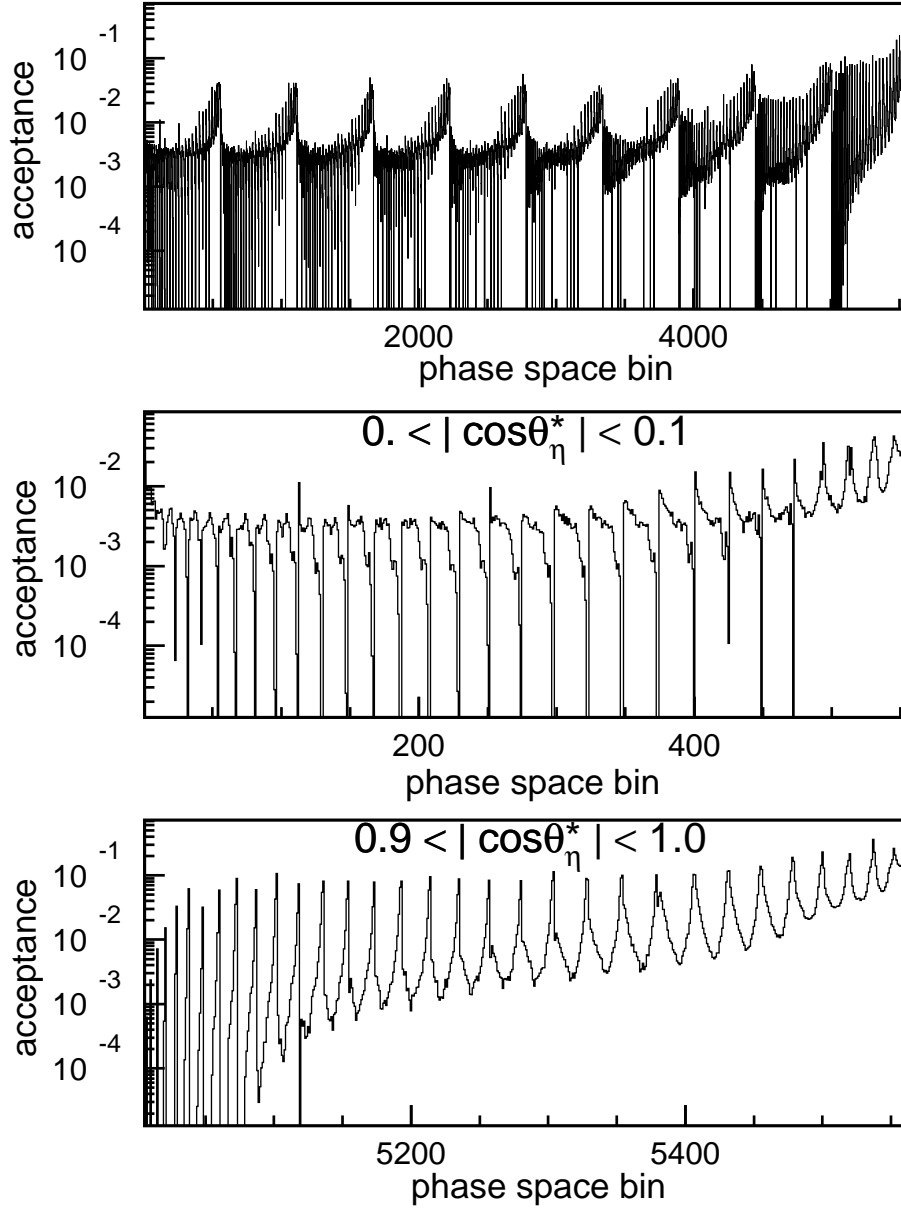 acceptance
10^-1
10^-2
10^-3
10^-4
2000 4000
phase space bin
0. < | cosθ*η | < 0.1
acceptance
10^-2
10^-3
10^-4
200 400
phase space bin
0.9 < | cosθ*η | < 1.0
acceptance
10^-1
10^-2
10^-3
10^-4
5200 5400
phase space bin